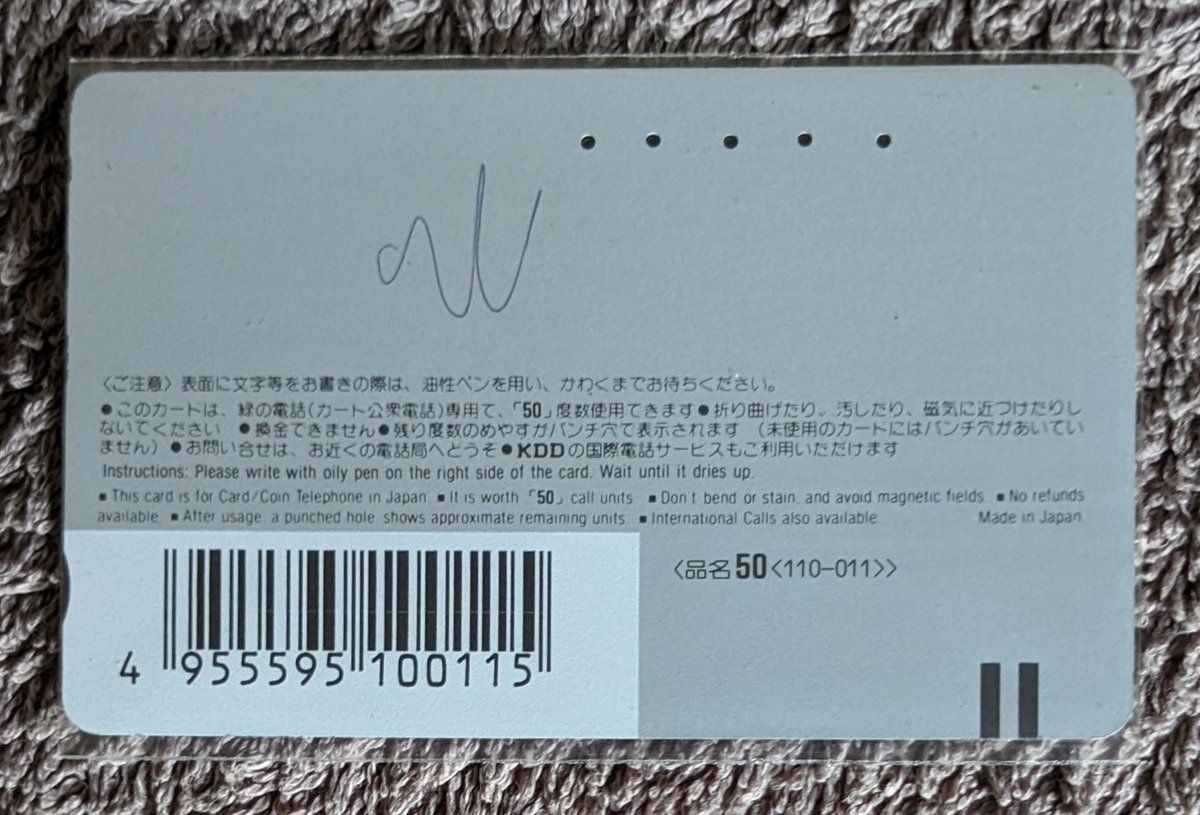 〈ご注意〉表面に文字等をお書きの際は、油性ペンを用い、かわくまでお待ちください。
●このカードは、緑の電話(カード公衆電話)専用で、「50」度数使用できます●折り曲げたり、汚したり、磁気に近づけたりし
ないでください ●換金できません●残り度数のめやすがパンチ穴で表示されます (未使用のカードにはパンチ穴があいてい
ません) ●お問い合せは、お近くの電話局へどうぞ●KDDの国際電話サービスもご利用いただけます
Instructions: Please write with oily pen on the right side of the card. Wait until it dries up.
■ This card is for Card/Coin Telephone in Japan ■ It is worth「50」call units ■ Don't bend or stain, and avoid magnetic fields ■ No refunds
available ■ After usage, a punched hole shows approximate remaining units. ■ International Calls also available Made in Japan
〈品名50<110-011>〉
4 955595 100115